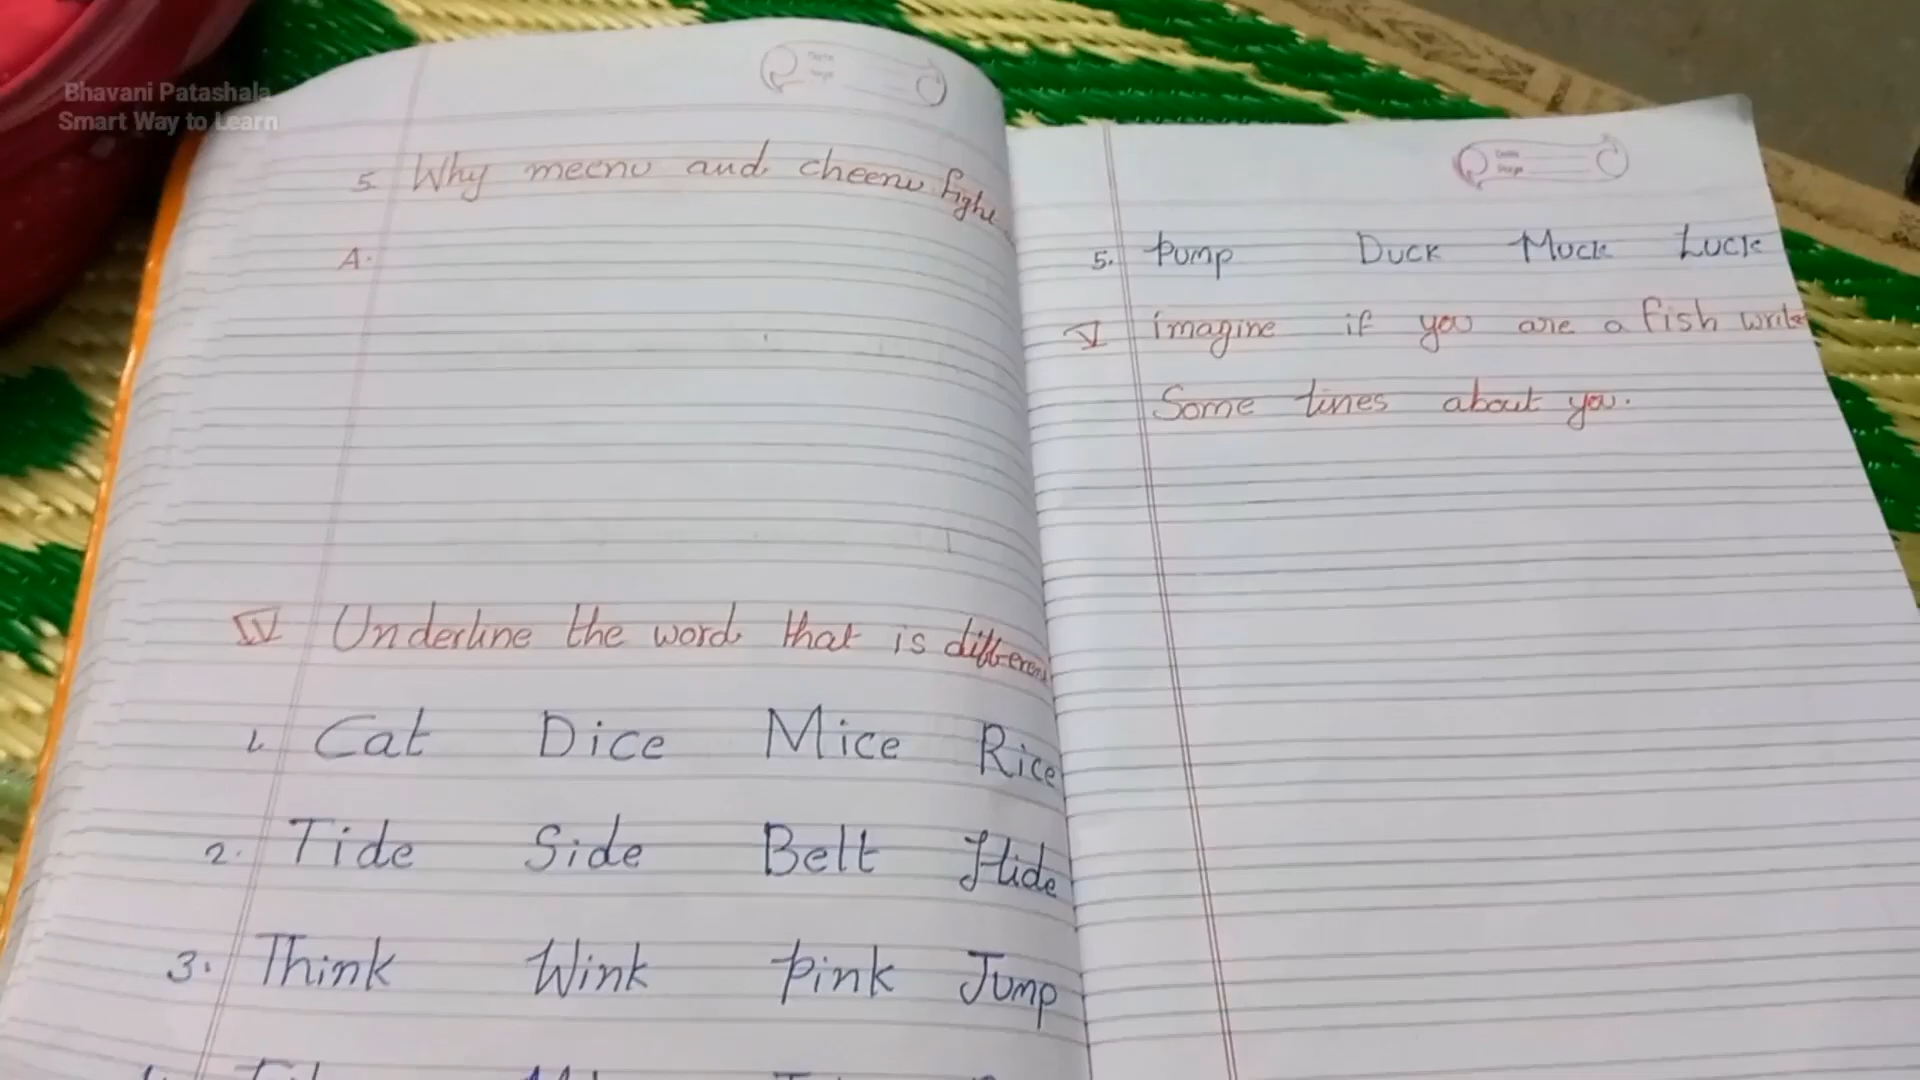 Bhavani Patashala
Smart Way to Learn
5. Why meenu and cheenu fight
A.
IV Underline the word that is different
1. Cat Dice Mice Rice
2. Tide Side Belt Hide
3. Think Wink Pink Jump
5. Pump Duck Muck Luck
V imagine if you are a fish write
Some lines about you.